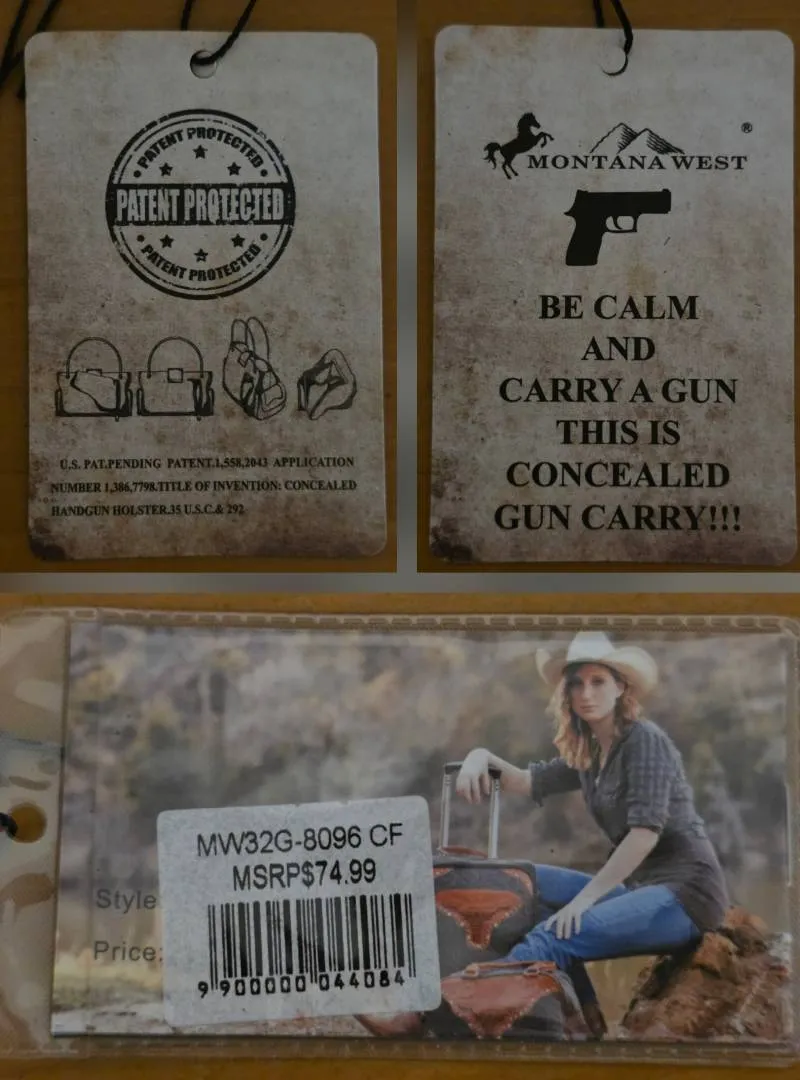 PATENT PROTECTED
PATENT PROTECTED
PATENT PROTECTED
U.S. PAT.PENDING PATENT.1,558,2043 APPLICATION
NUMBER 1,386,7798.TITLE OF INVENTION: CONCEALED
HANDGUN HOLSTER.35 U.S.C.& 292
MONTANA WEST ®
BE CALM
AND
CARRY A GUN
THIS IS
CONCEALED
GUN CARRY!!!
MW32G-8096 CF
MSRP$74.99
Style
Price:
9 900000 044084